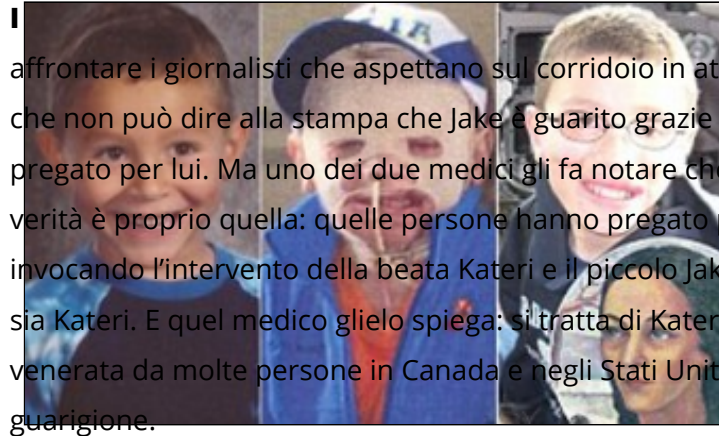 I
affrontare i giornalisti che aspettano sul corridoio in at
che non può dire alla stampa che Jake è guarito grazie
pregato per lui. Ma uno dei due medici gli fa notare che
verità è proprio quella: quelle persone hanno pregato
invocando l'intervento della beata Kateri e il piccolo Jak
sia Kateri. E quel medico glielo spiega: si tratta di Kater
venerata da molte persone in Canada e negli Stati Unit
guarigione.